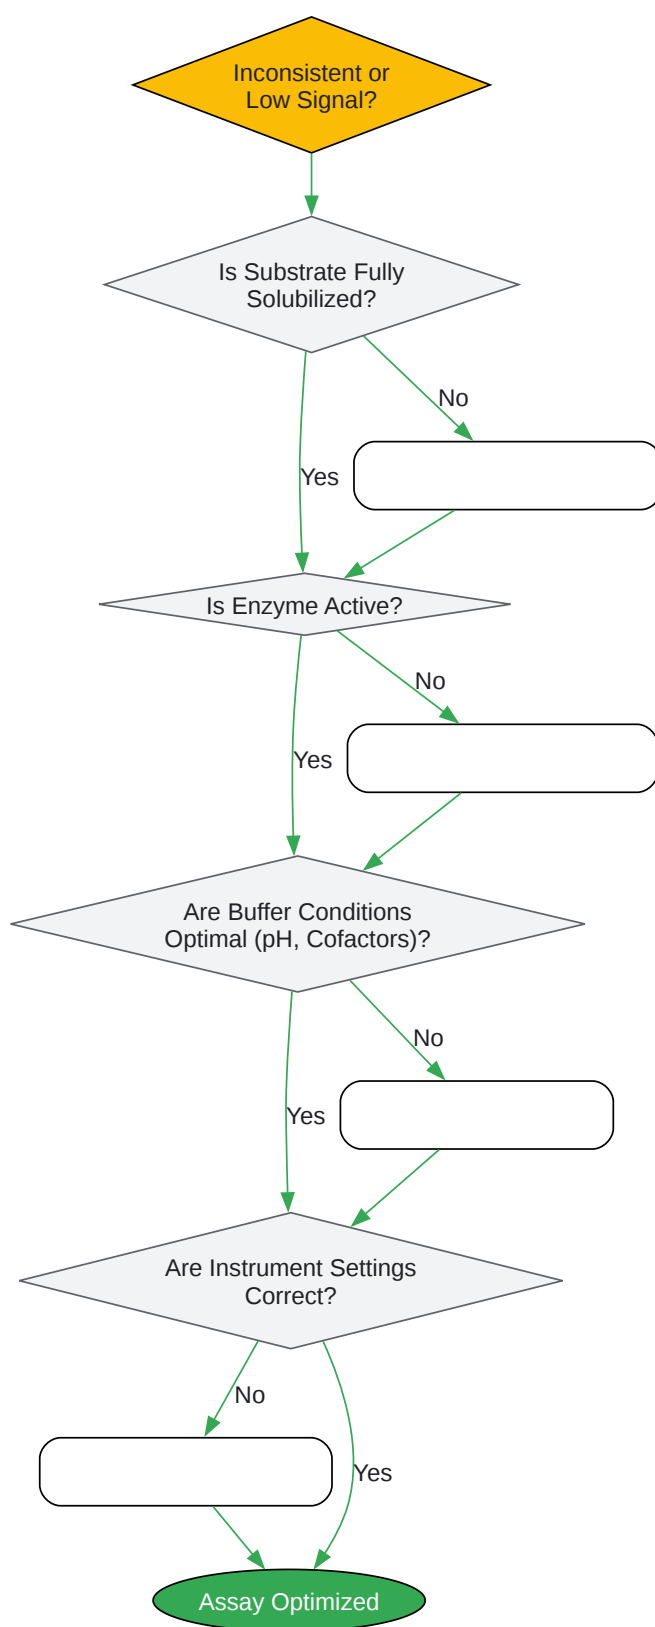 Inconsistent or
Low Signal?
Is Substrate Fully
Solubilized?
No
Yes
Is Enzyme Active?
No
Yes
Are Buffer Conditions
Optimal (pH, Cofactors)?
No
Yes
Are Instrument Settings
Correct?
No
Yes
Assay Optimized